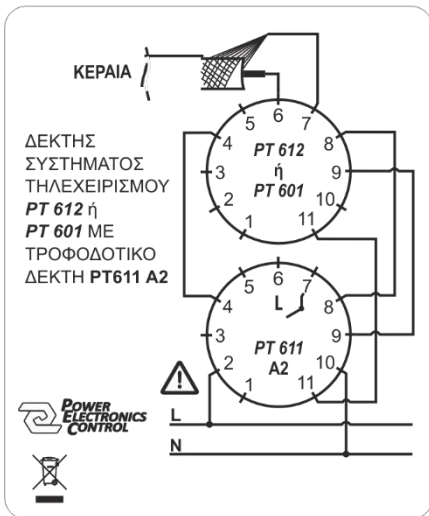 ΚΕΡΑΙΑ
ΔΕΚΤΗΣ
ΣΥΣΤΗΜΑΤΟΣ
ΤΗΛΕΧΕΙΡΙΣΜΟΥ
PT 612 ή
PT 601 ΜΕ
ΤΡΟΦΟΔΟΤΙΚΟ
ΔΕΚΤΗ PT611 A2
5 6 7
4 8
PT 612
ή
PT 601
3 9
2 10
1 11
5 6 7
4 L 8
3 9
PT 611
A2
2 10
1 11
POWER
ELECTRONICS
CONTROL
L
N